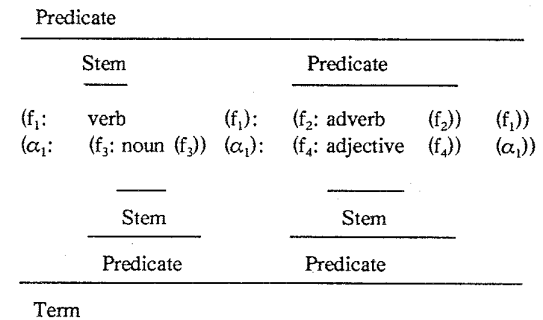 Predicate
Stem Predicate
(f₁: verb (f₁): (f₂: adverb (f₂)) (f₁))
(α₁: (f₃: noun (f₃)) (α₁): (f₄: adjective (f₄)) (α₁))
Stem Stem
Predicate Predicate
Term